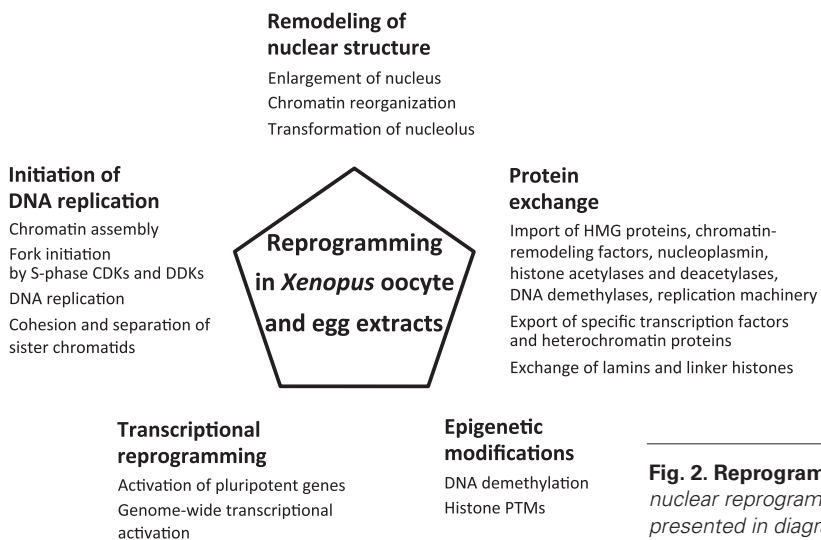 Remodeling of
nuclear structure
Enlargement of nucleus
Chromatin reorganization
Transformation of nucleolus
Initiation of
DNA replication
Chromatin assembly
Fork initiation
by S-phase CDKs and DDKs
DNA replication
Cohesion and separation of
sister chromatids
Protein
exchange
Import of HMG proteins, chromatin-
remodeling factors, nucleoplasmin,
histone acetylases and deacetylases,
DNA demethylases, replication machinery
Export of specific transcription factors
and heterochromatin proteins
Exchange of lamins and linker histones
Reprogramming
in Xenopus oocyte
and egg extracts
Transcriptional
reprogramming
Activation of pluripotent genes
Genome-wide transcriptional
activation
Epigenetic
modifications
DNA demethylation
Histone PTMs
Fig. 2. Reprogram
nuclear reprogram
presented in diagra